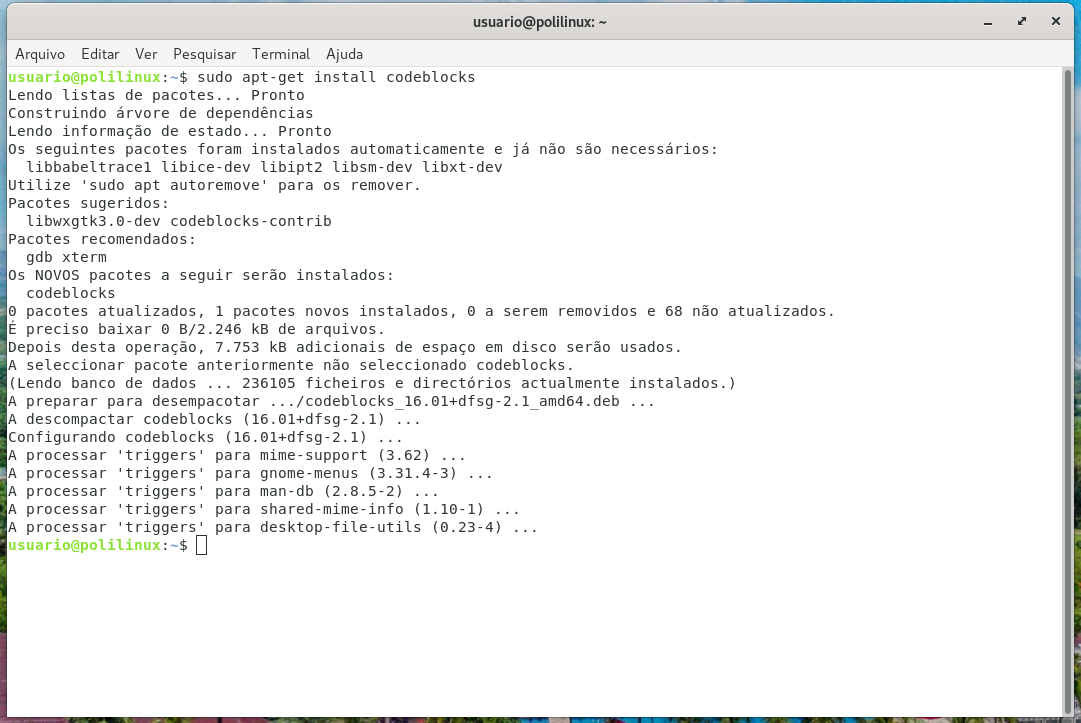 usuario@polilinux: ~
Arquivo Editar Ver Pesquisar Terminal Ajuda
usuario@polilinux:~$ sudo apt-get install codeblocks
Lendo listas de pacotes... Pronto
Construindo árvore de dependências
Lendo informação de estado... Pronto
Os seguintes pacotes foram instalados automaticamente e já não são necessários:
  libbabeltrace1 libice-dev libipt2 libsm-dev libxt-dev
Utilize 'sudo apt autoremove' para os remover.
Pacotes sugeridos:
  libwxgtk3.0-dev codeblocks-contrib
Pacotes recomendados:
  gdb xterm
Os NOVOS pacotes a seguir serão instalados:
  codeblocks
0 pacotes atualizados, 1 pacotes novos instalados, 0 a serem removidos e 68 não atualizados.
É preciso baixar 0 B/2.246 kB de arquivos.
Depois desta operação, 7.753 kB adicionais de espaço em disco serão usados.
A seleccionar pacote anteriormente não seleccionado codeblocks.
(Lendo banco de dados ... 236105 ficheiros e directórios actualmente instalados.)
A preparar para desempacotar .../codeblocks_16.01+dfsg-2.1_amd64.deb ...
A descompactar codeblocks (16.01+dfsg-2.1) ...
Configurando codeblocks (16.01+dfsg-2.1) ...
A processar 'triggers' para mime-support (3.62) ...
A processar 'triggers' para gnome-menus (3.31.4-3) ...
A processar 'triggers' para man-db (2.8.5-2) ...
A processar 'triggers' para shared-mime-info (1.10-1) ...
A processar 'triggers' para desktop-file-utils (0.23-4) ...
usuario@polilinux:~$